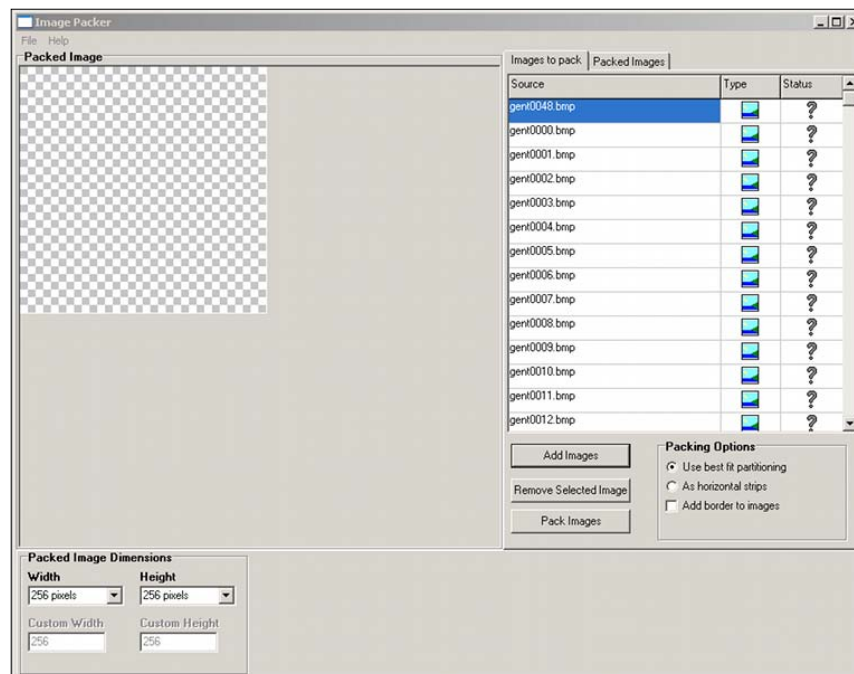 Image Packer
File Help
Packed Image
Images to pack Packed Images
Source Type Status
gent0048.bmp
gent0000.bmp
gent0001.bmp
gent0002.bmp
gent0003.bmp
gent0004.bmp
gent0005.bmp
gent0006.bmp
gent0007.bmp
gent0008.bmp
gent0009.bmp
gent0010.bmp
gent0011.bmp
gent0012.bmp
Add Images
Remove Selected Image
Pack Images
Packing Options
Use best fit partitioning
As horizontal strips
Add border to images
Packed Image Dimensions
Width Height
256 pixels 256 pixels
Custom Width Custom Height
256 256